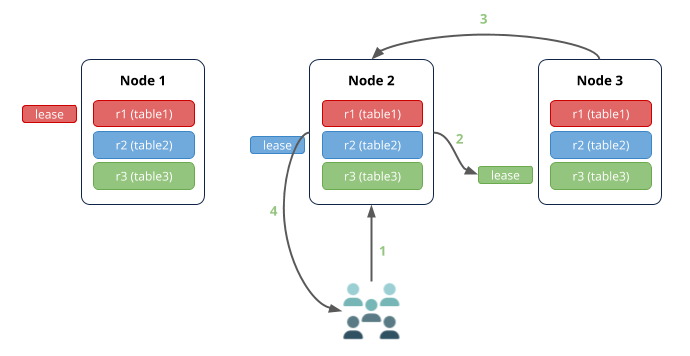 3
Node 1
Node 2
Node 3
lease
r1 (table1)
r2 (table2)
r3 (table3)
lease
r1 (table1)
r2 (table2)
r3 (table3)
2
lease
r1 (table1)
r2 (table2)
r3 (table3)
4
1